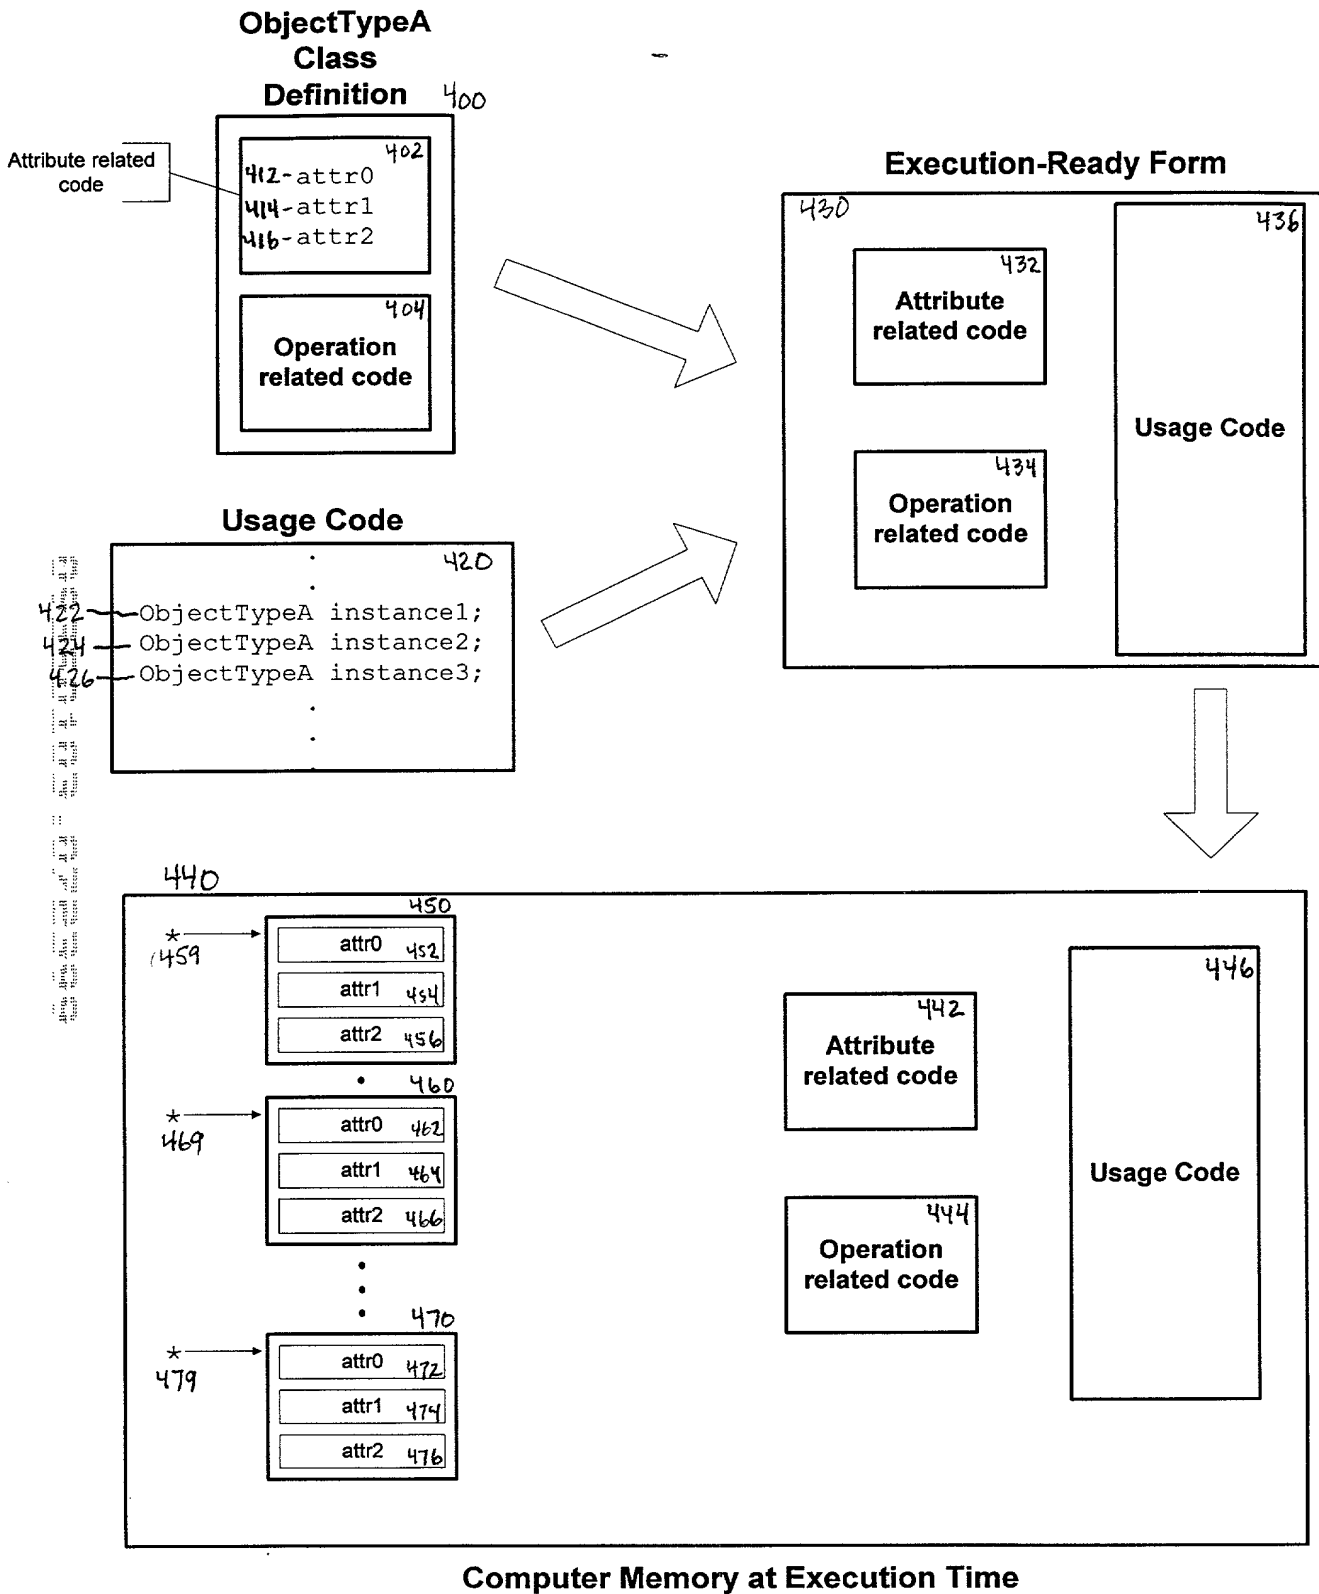 ObjectTypeA
Class
Definition
400
Attribute related
code
402
412-attr0
414-attr1
416-attr2
404
Operation
related code
Execution-Ready Form
430
436
432
Attribute
related code
434
Operation
related code
Usage Code
Usage Code
420
422 ObjectTypeA instance1;
424 ObjectTypeA instance2;
426 ObjectTypeA instance3;
440
450
*
459
attr0 452
attr1 454
attr2 456
460
*
469
attr0 462
attr1 464
attr2 466
470
*
479
attr0 472
attr1 474
attr2 476
442
Attribute
related code
444
Operation
related code
446
Usage Code
Computer Memory at Execution Time